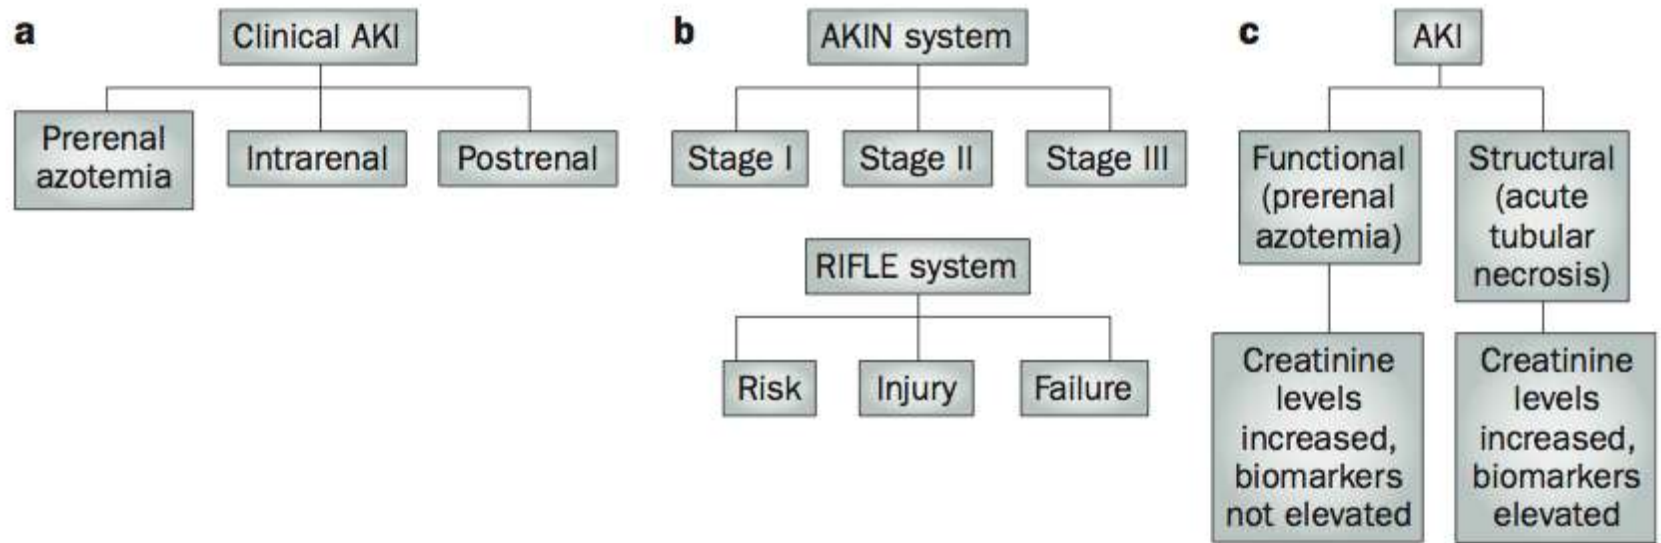 a
Clinical AKI
Prerenal
azotemia
Intrarenal
Postrenal
b
AKIN system
Stage I
Stage II
Stage III
RIFLE system
Risk
Injury
Failure
c
AKI
Functional
(prerenal
azotemia)
Structural
(acute
tubular
necrosis)
Creatinine
levels
increased,
biomarkers
not elevated
Creatinine
levels
increased,
biomarkers
elevated